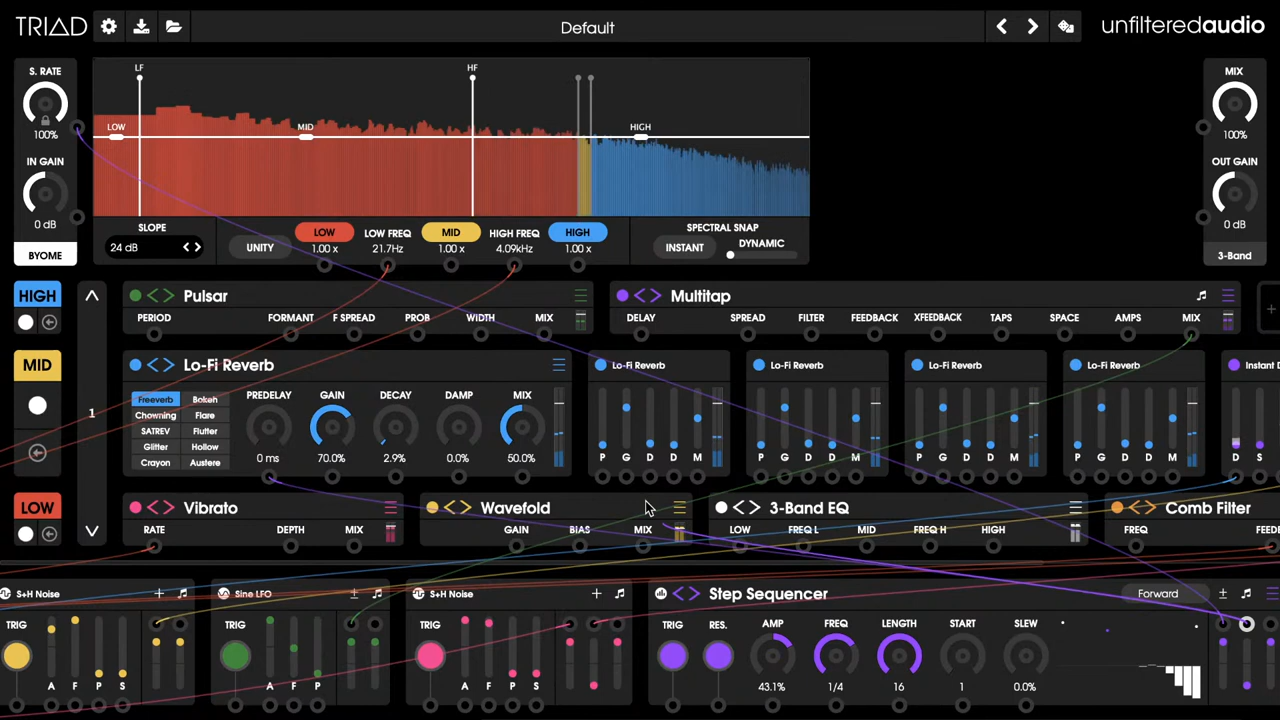 TRIAD
Default
unfilteredaudio
S. RATE
100%
IN GAIN
0 dB
BYOME
LF
HF
LOW
MID
HIGH
SLOPE
24 dB
UNITY
LOW
1.00 x
LOW FREQ
21.7Hz
MID
1.00 x
HIGH FREQ
4.09kHz
HIGH
1.00 x
SPECTRAL SNAP
INSTANT
DYNAMIC
MIX
100%
OUT GAIN
0 dB
3-Band
HIGH
Pulsar
PERIOD FORMANT F SPREAD PROB WIDTH MIX
Multitap
DELAY SPREAD FILTER FEEDBACK XFEEDBACK TAPS SPACE AMPS MIX
MID
1
Lo-Fi Reverb
Freeverb Bokeh
Chowning Flare
SATREV Flutter
Glitter Hollow
Crayon Austere
PREDELAY GAIN DECAY DAMP MIX
0 ms 70.0% 2.9% 0.0% 50.0%
Lo-Fi Reverb
P G D D M
Lo-Fi Reverb
P G D D M
Lo-Fi Reverb
P G D D M
Lo-Fi Reverb
P G D D M
Instant
D S
LOW
Vibrato
RATE DEPTH MIX
Wavefold
GAIN BIAS MIX
3-Band EQ
LOW FREQ L MID FREQ H HIGH
Comb Filter
FREQ
S+H Noise
TRIG
A F P S
Sine LFO
TRIG
A F P
S+H Noise
TRIG
A F P S
Step Sequencer
Forward
TRIG RES. AMP FREQ LENGTH START SLEW
43.1% 1/4 16 1 0.0%